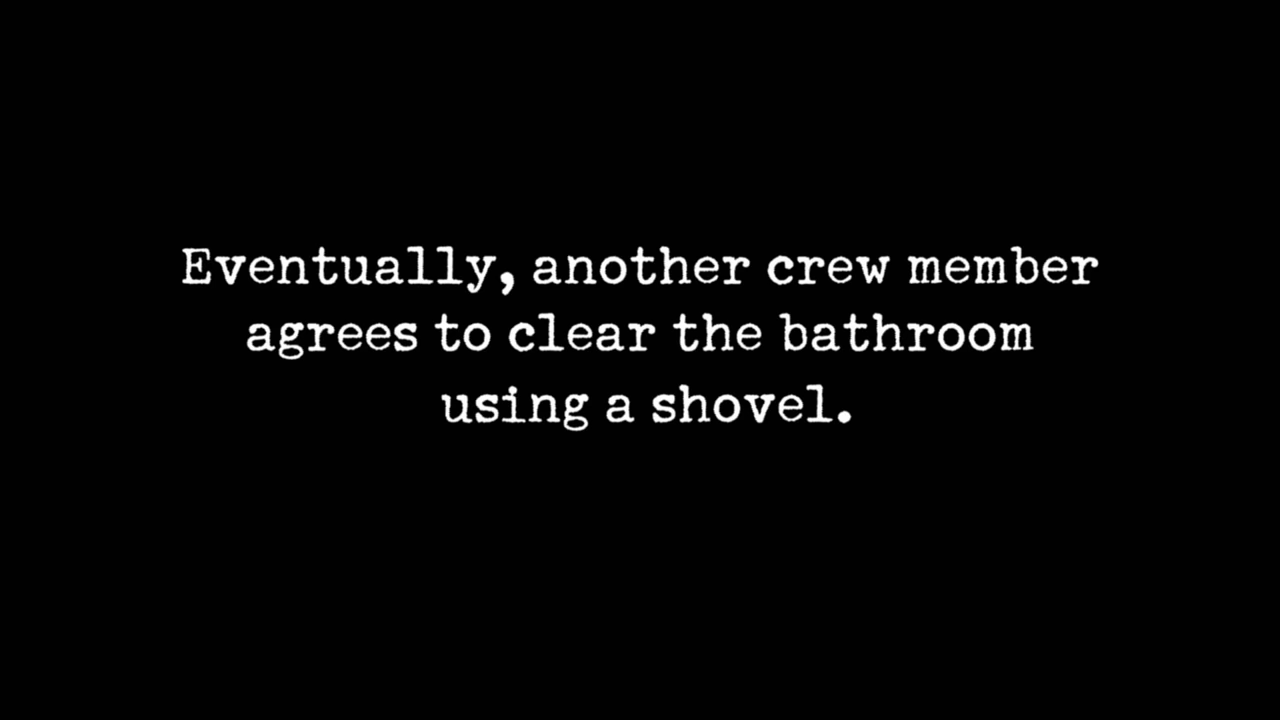 Eventually, another crew member
agrees to clear the bathroom
using a shovel.